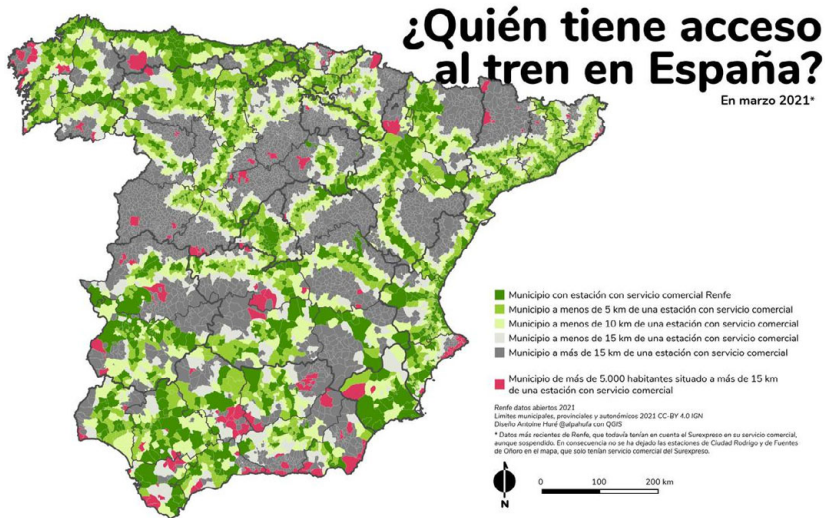 ¿Quién tiene acceso
al tren en España?
En marzo 2021*
Municipio con estación con servicio comercial Renfe
Municipio a menos de 5 km de una estación con servicio comercial
Municipio a menos de 10 km de una estación con servicio comercial
Municipio a menos de 15 km de una estación con servicio comercial
Municipio a más de 15 km de una estación con servicio comercial
Municipio de más de 5.000 habitantes situado a más de 15 km
de una estación con servicio comercial
Renfe datos abiertos 2021
Límites municipales, provinciales y autonómicos 2021 CC-BY 4.0 IGN
Diseño Antoine Huré @alpahufa con QGIS
* Datos más recientes de Renfe, que todavía tenían en cuenta el Surexpreso en su servicio comercial,
aunque suspendido. En consecuencia no se ha dejado las estaciones de Ciudad Rodrigo y de Fuentes
de Oñoro en el mapa, que solo tenían servicio comercial del Surexpreso.
N
0 100 200 km